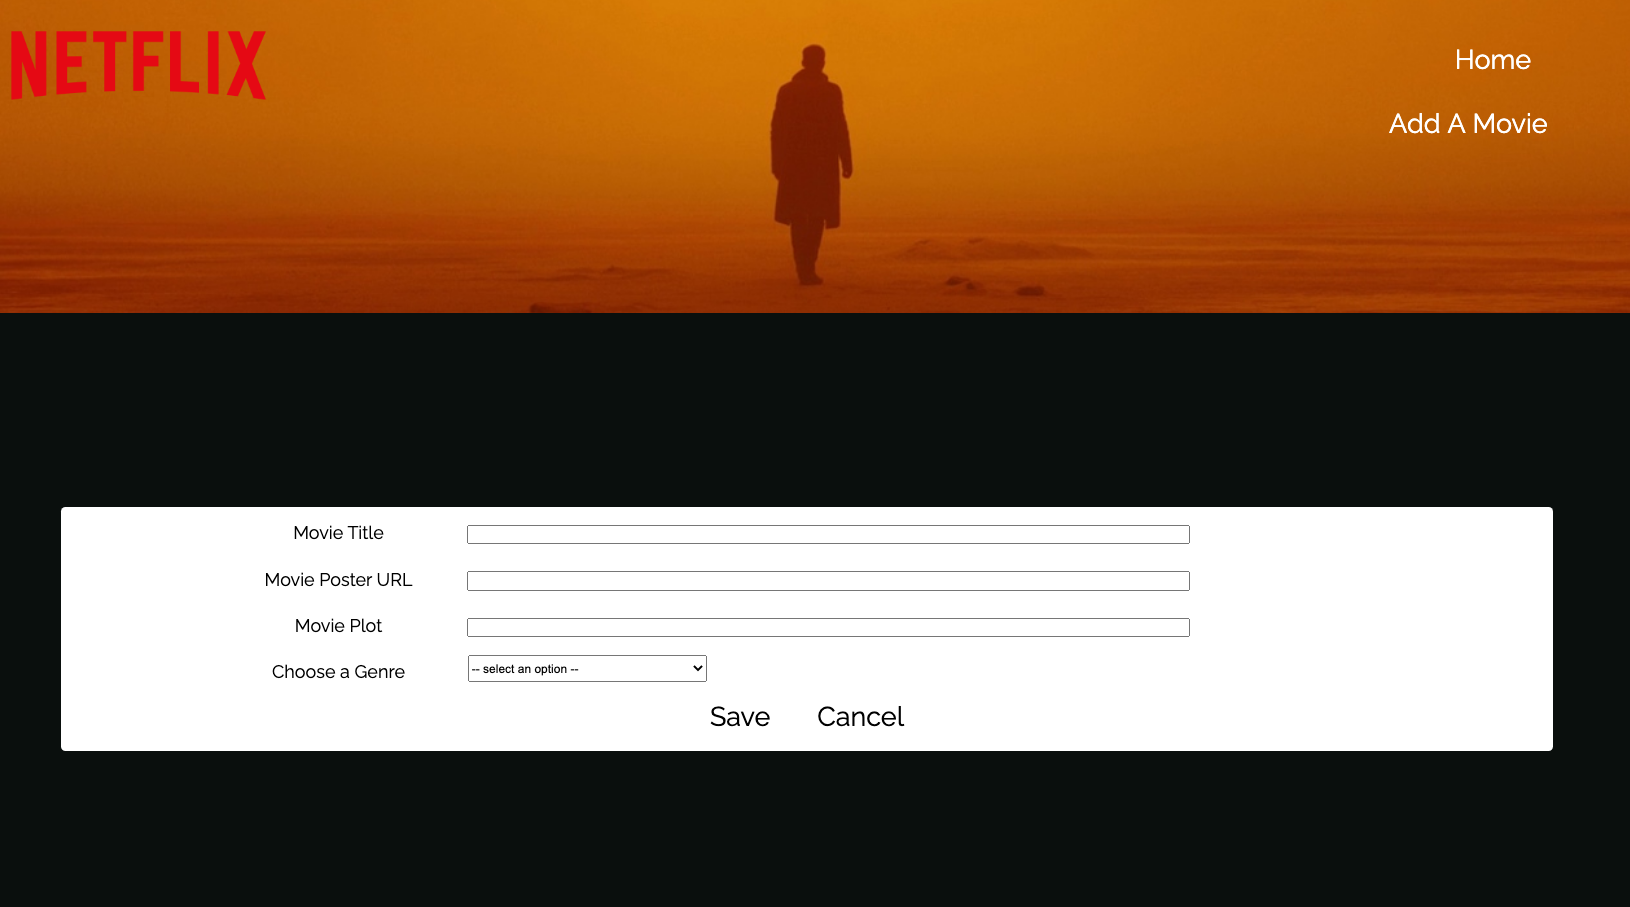 NETFLIX
Home
Add A Movie
Movie Title
Movie Poster URL
Movie Plot
Choose a Genre
-- select an option --
Save Cancel